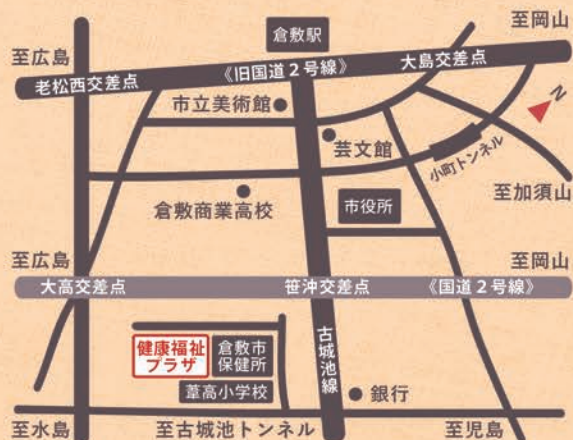 倉敷駅
至岡山
至広島
《旧国道２号線》
大島交差点
老松西交差点
市立美術館
芸文館
N
小町トンネル
倉敷商業高校
市役所
至加須山
至広島
至岡山
大高交差点
笹沖交差点
《国道２号線》
健康福祉
プラザ
倉敷市
保健所
葦高小学校
古城池線
銀行
至水島
至古城池トンネル
至児島